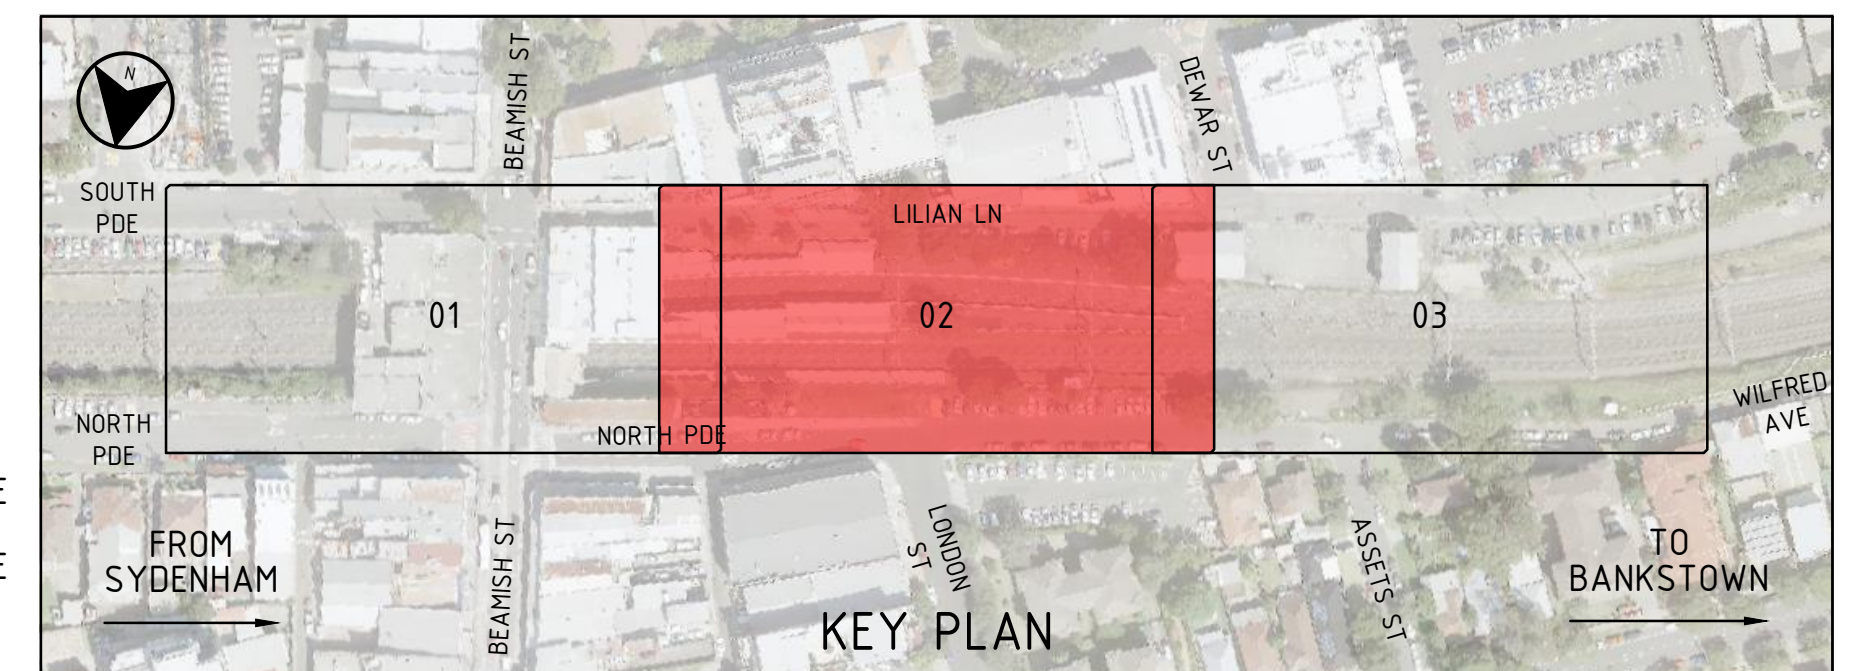 N
BEAMISH ST
DEWAR ST
SOUTH
PDE
LILIAN LN
01
02
03
NORTH
PDE
NORTH PDE
WILFRED
AVE
E
E
FROM
SYDENHAM
BEAMISH ST
LONDON
ST
ASSETS ST
TO
BANKSTOWN
KEY PLAN